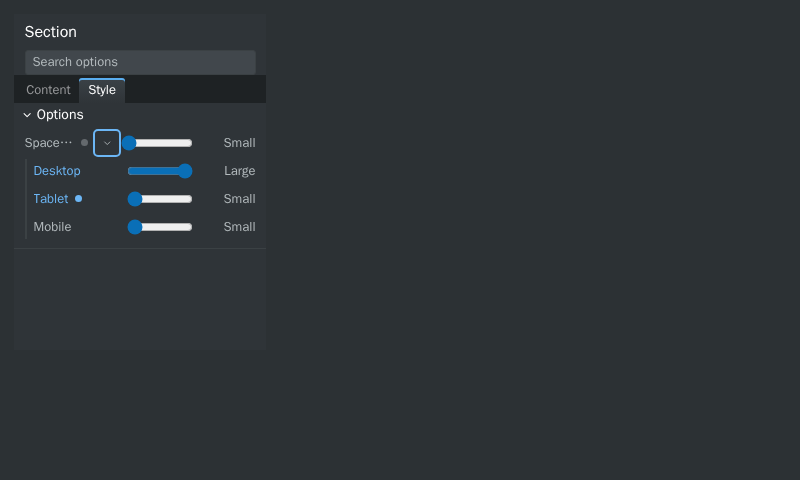 Section
Search options
Content Style
Options
Space··· Small
Desktop Large
Tablet Small
Mobile Small